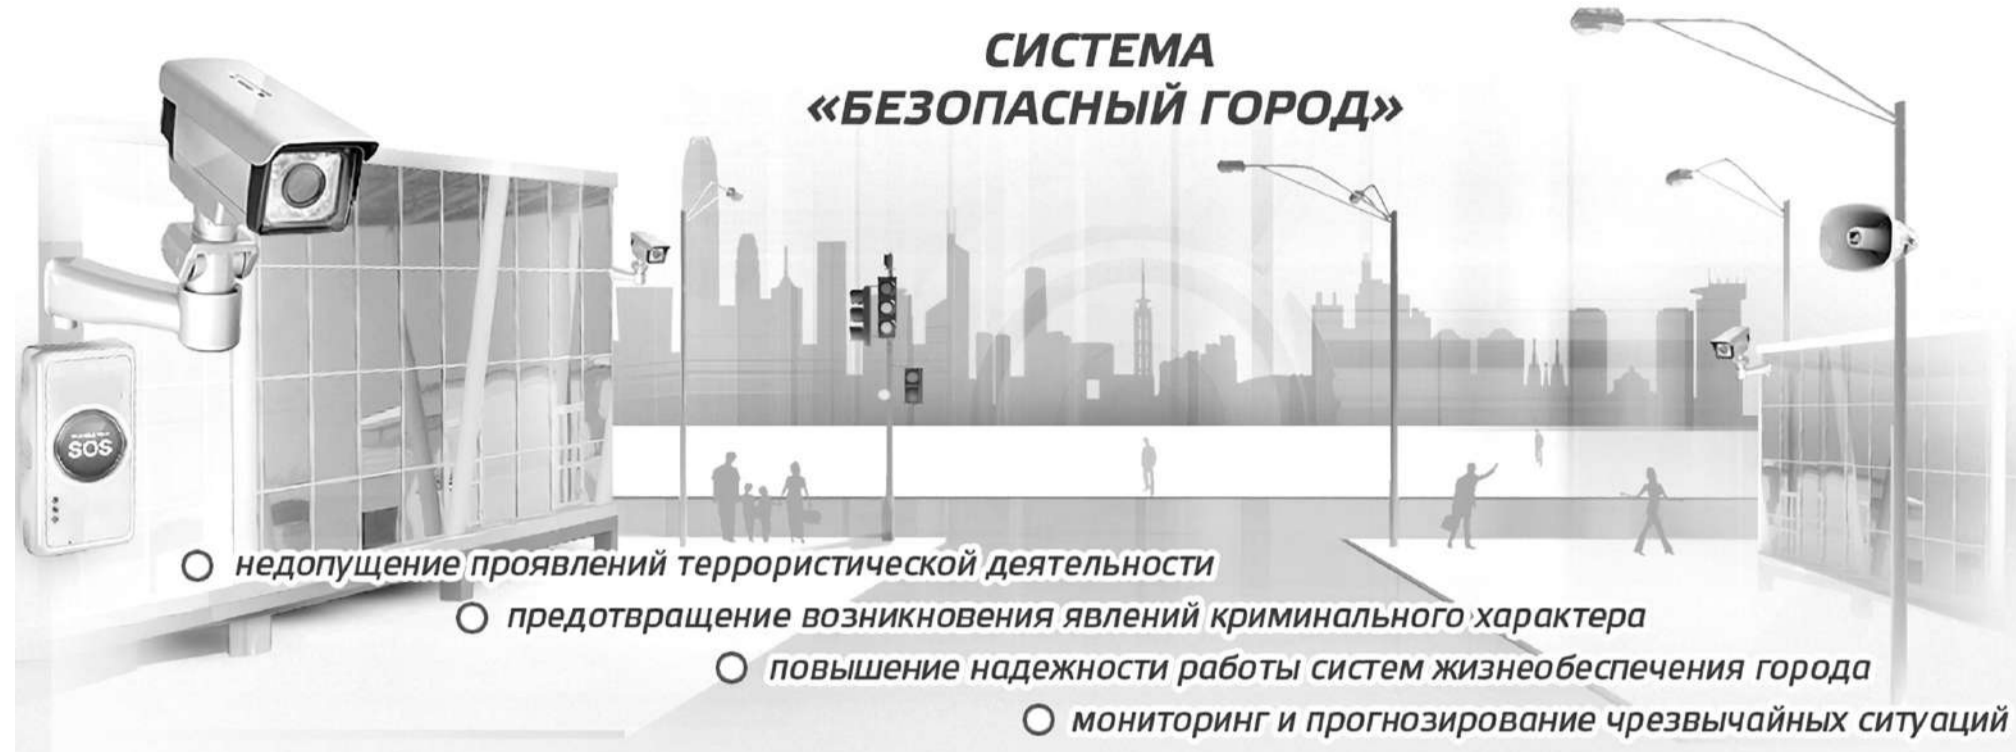 СИСТЕМА
«БЕЗОПАСНЫЙ ГОРОД»
SOS
недопущение проявлений террористической деятельности
предотвращение возникновения явлений криминального характера
повышение надежности работы систем жизнеобеспечения города
мониторинг и прогнозирование чрезвычайных ситуаций